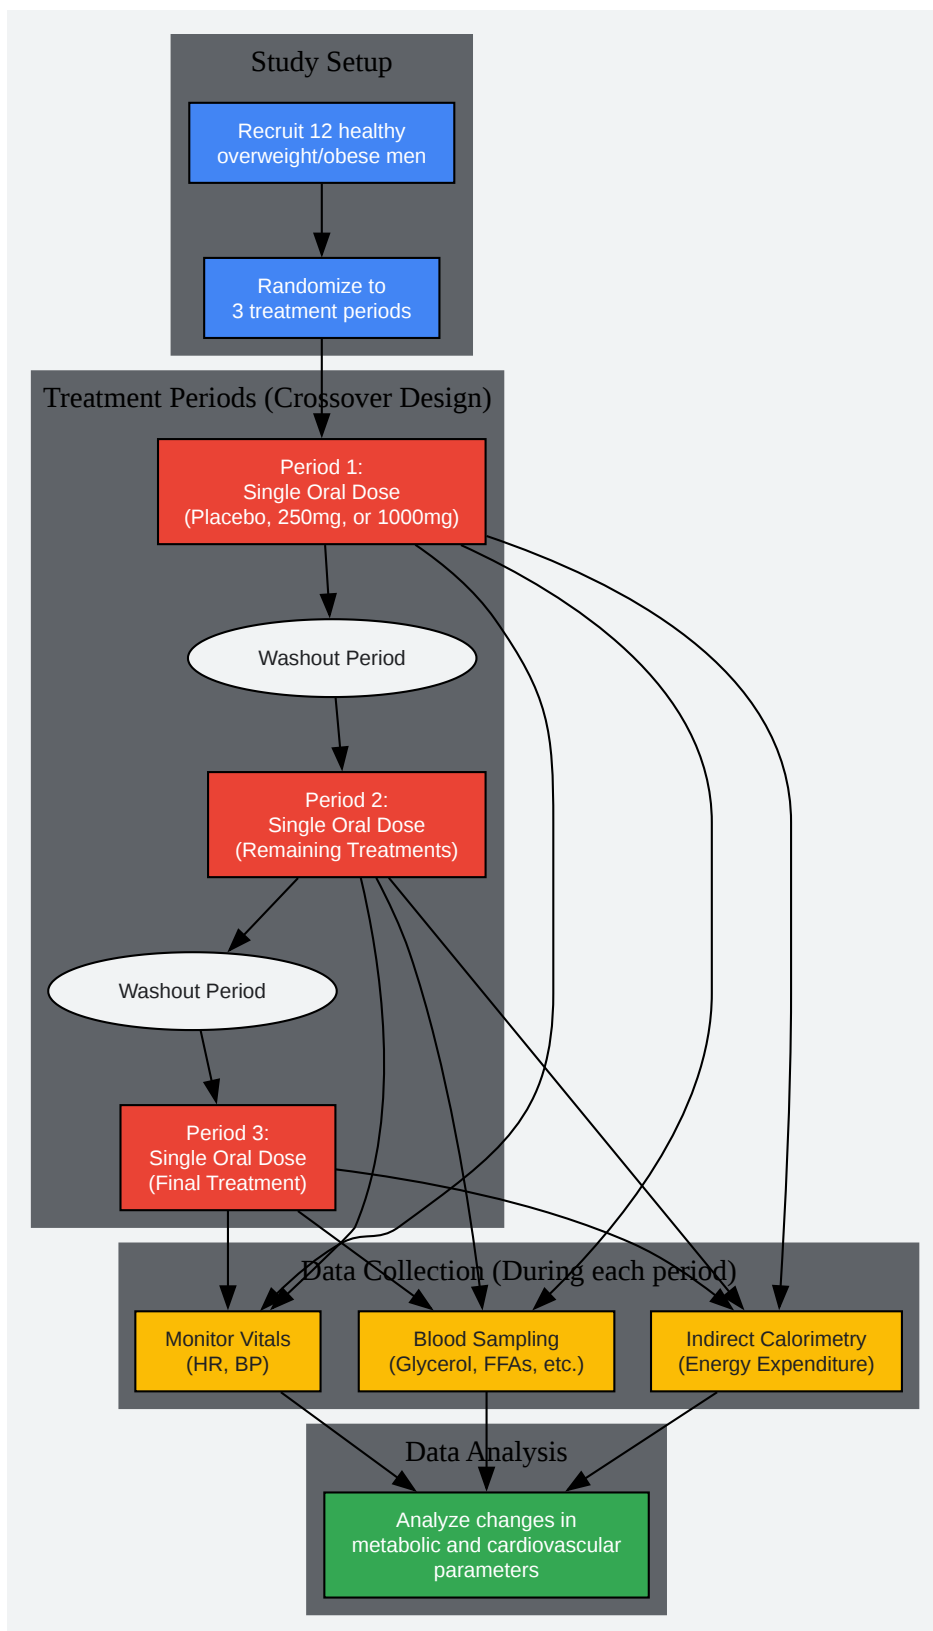 Study Setup
Recruit 12 healthy
overweight/obese men
Randomize to
3 treatment periods
Treatment Periods (Crossover Design)
Period 1:
Single Oral Dose
(Placebo, 250mg, or 1000mg)
Washout Period
Period 2:
Single Oral Dose
(Remaining Treatments)
Washout Period
Period 3:
Single Oral Dose
(Final Treatment)
Data Collection (During each period)
Monitor Vitals
(HR, BP)
Blood Sampling
(Glycerol, FFAs, etc.)
Indirect Calorimetry
(Energy Expenditure)
Data Analysis
Analyze changes in
metabolic and cardiovascular
parameters